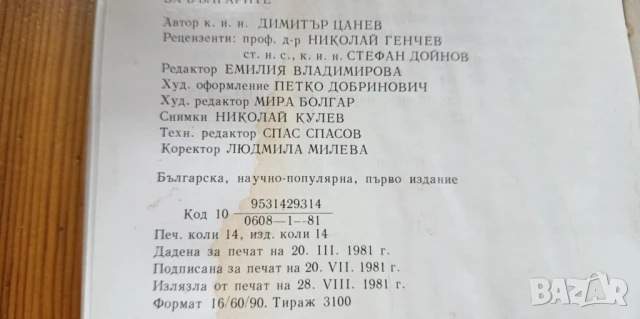 ЗА БЪЛГАРИТЕ
Автор к. и. н. ДИМИТЪР ЦАНЕВ
Рецензенти: проф. д-р НИКОЛАЙ ГЕНЧЕВ
ст. н. с., к. и. н. СТЕФАН ДОЙНОВ
Редактор ЕМИЛИЯ ВЛАДИМИРОВА
Худ. оформление ПЕТКО ДОБРИНОВИЧ
Худ. редактор МИРА БОЛГАР
Снимки НИКОЛАЙ КУЛЕВ
Техн. редактор СПАС СПАСОВ
Коректор ЛЮДМИЛА МИЛЕВА
Българска, научно-популярна, първо издание
Код 10 9531429314
0608—1—81
Печ. коли 14, изд. коли 14
Дадена за печат на 20. III. 1981 г.
Подписана за печат на 20. VII. 1981 г.
Излязла от печат на 28. VIII. 1981 г.
Формат 16/60/90. Тираж 3100
BAZAR